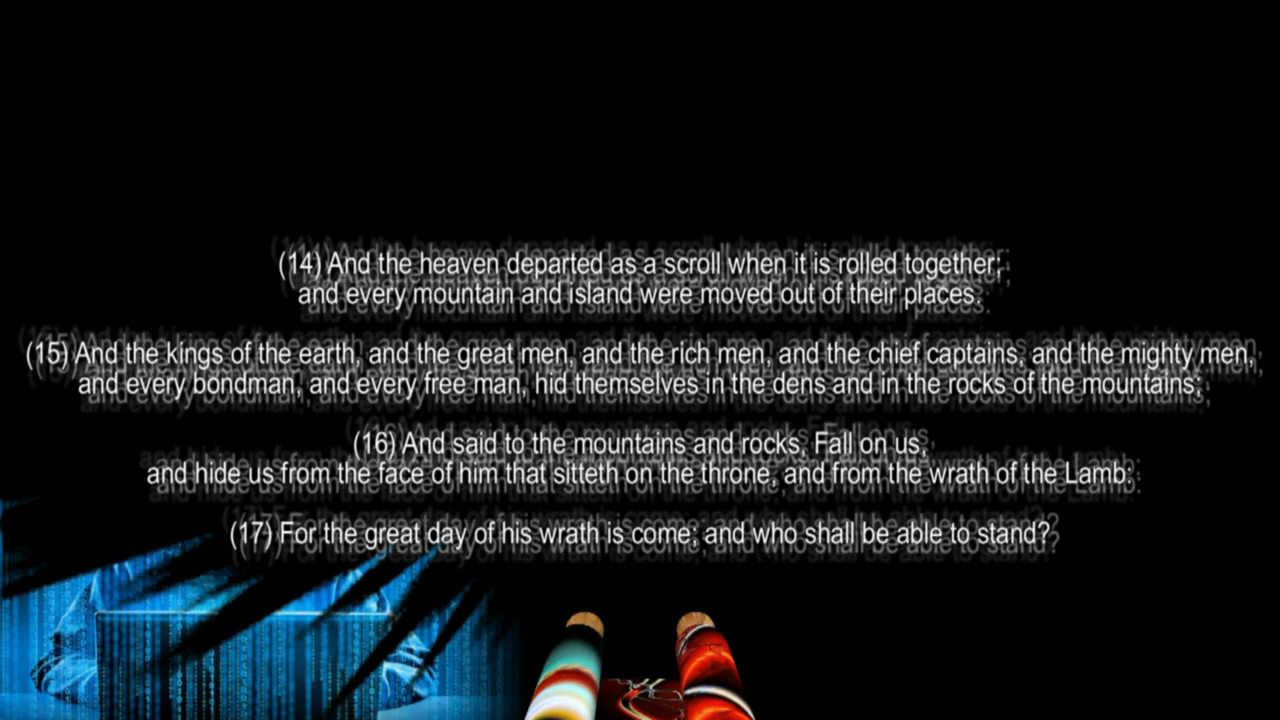 (14) And the heaven departed as a scroll when it is rolled together;
and every mountain and island were moved out of their places.
(15) And the kings of the earth, and the great men, and the rich men, and the chief captains, and the mighty men,
and every bondman, and every free man, hid themselves in the dens and in the rocks of the mountains;
(16) And said to the mountains and rocks, Fall on us,
and hide us from the face of him that sitteth on the throne, and from the wrath of the Lamb:
(17) For the great day of his wrath is come; and who shall be able to stand?